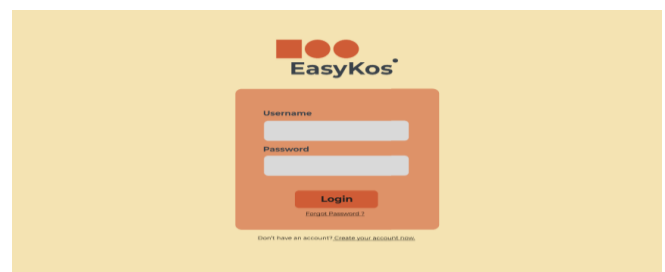 EasyKos
Username
Password
Login
Forgot Password ?
Don't have an account? Create your account now.